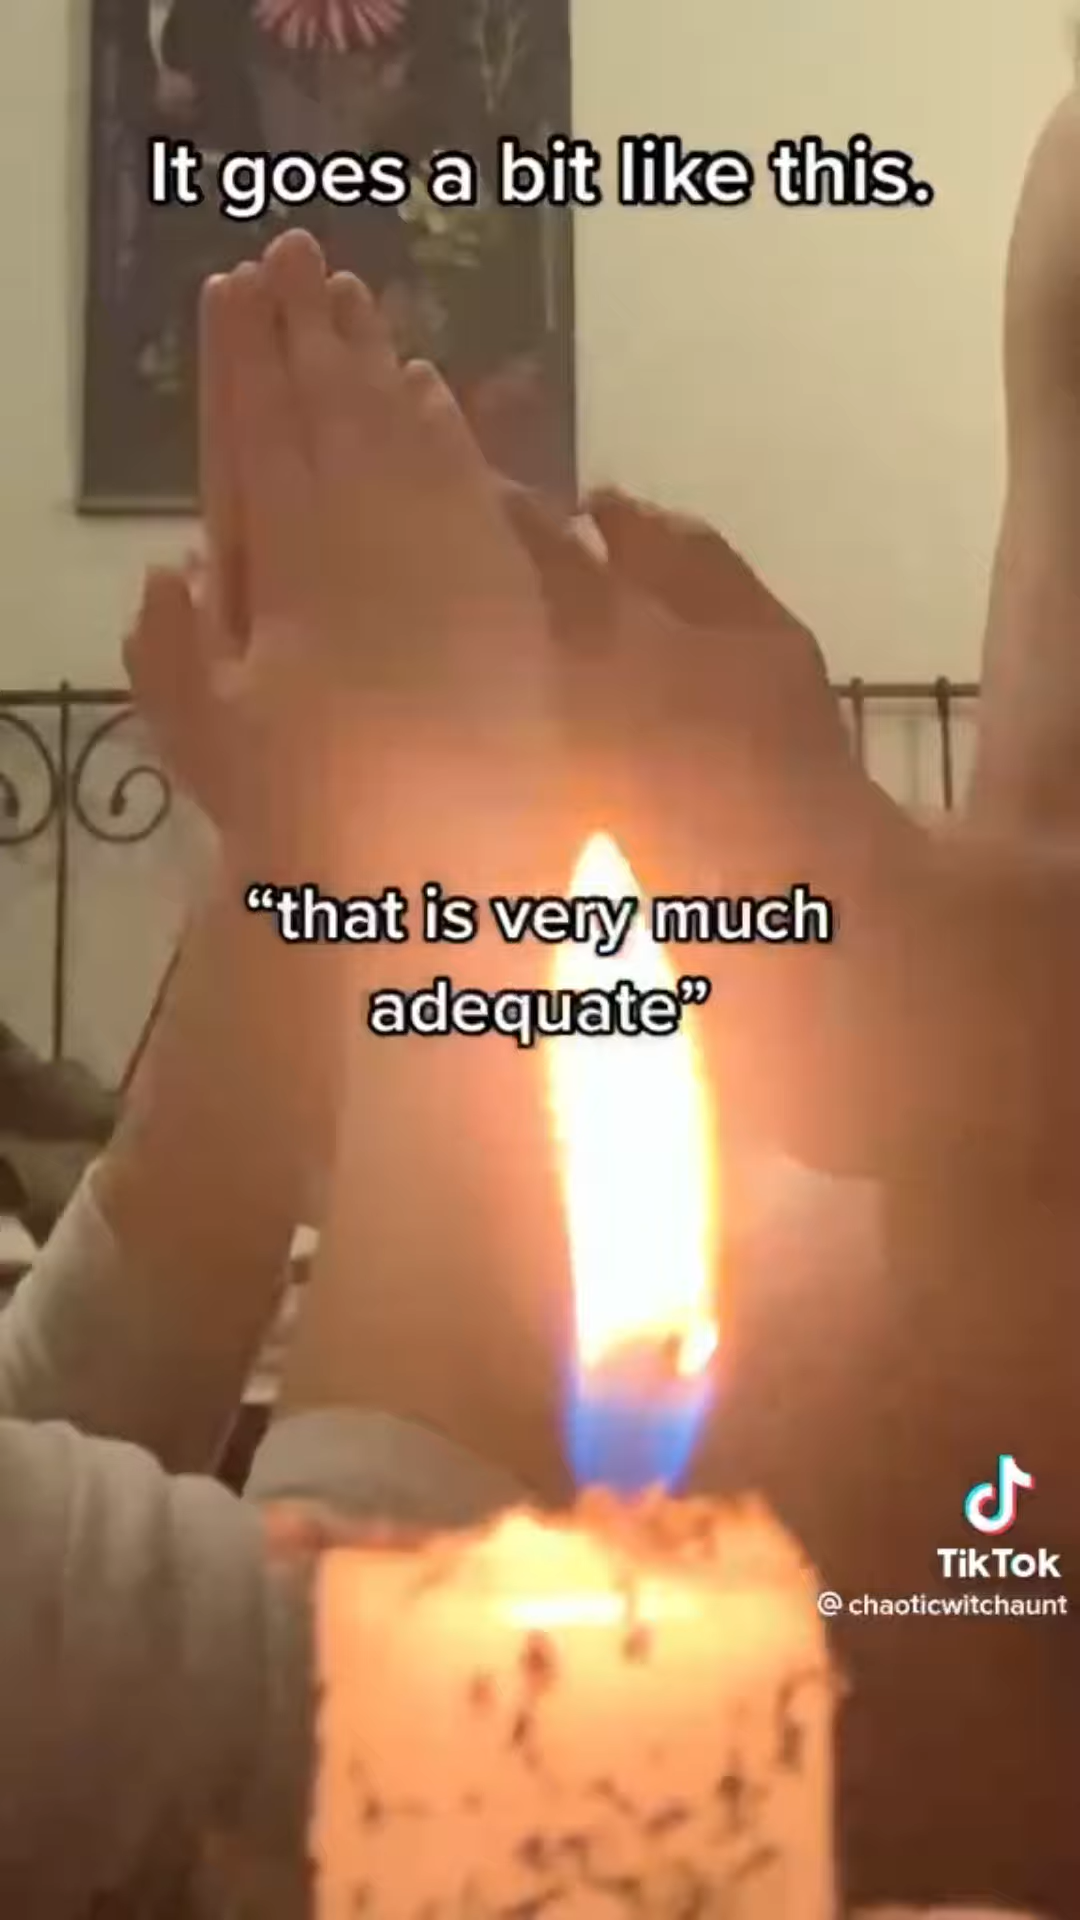 It goes a bit like this.
“that is very much
adequate”
TikTok
@chaoticwitchaunt